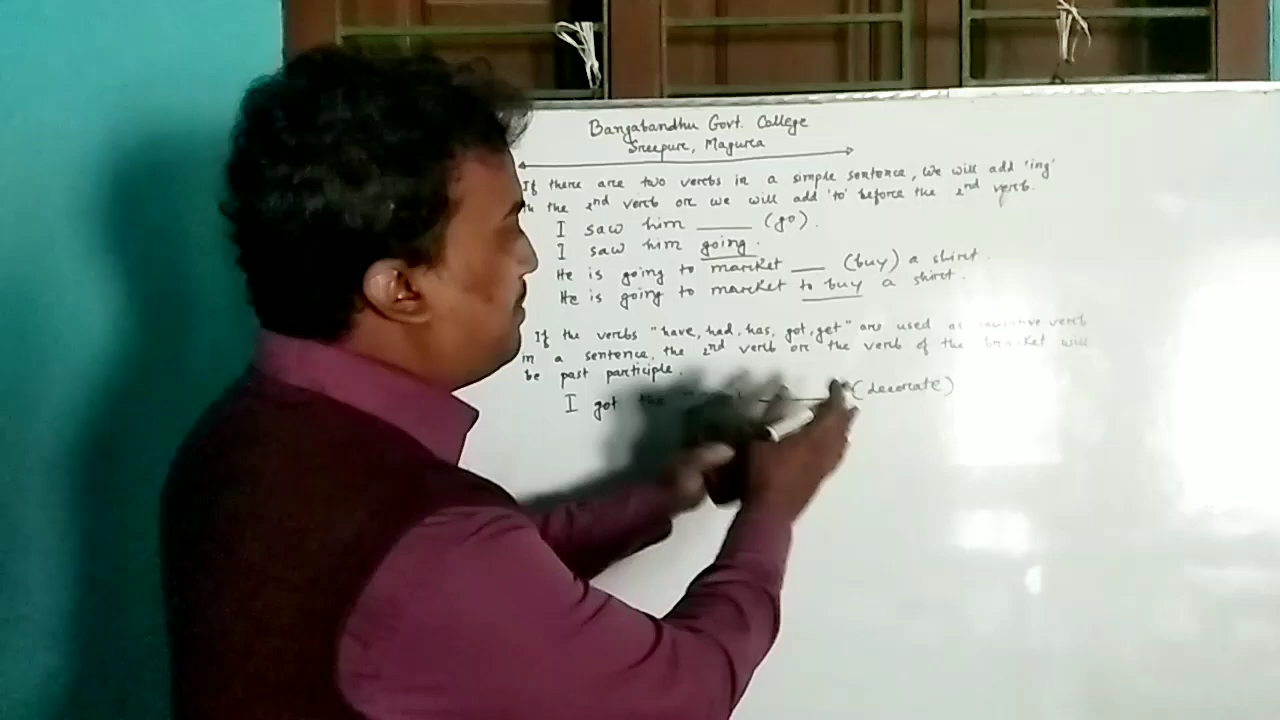 Bangabandhu Govt. College
Sreepur, Magura
If there are two verbs in a simple sentence, we will add 'ing'
the 2nd verb or we will add 'to' before the 2nd verb.
I saw him ____ (go).
I saw him going.
He is going to market ___ (buy) a shirt.
He is going to market to buy a shirt.
If the verbs "have, had, has, got, get" are used as verb
in a sentence, the 2nd verb or the verb of the bracket will
be past participle.
I got the (decorate)